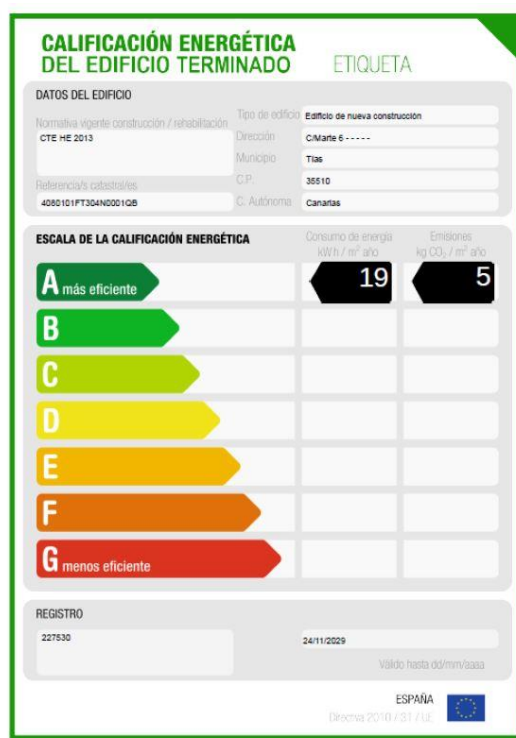 CALIFICACIÓN ENERGÉTICA
DEL EDIFICIO TERMINADO ETIQUETA
DATOS DEL EDIFICIO
Normativa vigente construcción / rehabilitación
CTE HE 2013
Referencia/s catastral/es
4080101FT304N0001QB
Tipo de edificio Edificio de nueva construcción
Dirección C/Marte 6 - - - - -
Municipio Tías
C.P. 35510
C. Autónoma Canarias
ESCALA DE LA CALIFICACIÓN ENERGÉTICA
Consumo de energía
kWh / m² año
Emisiones
kg CO₂ / m² año
A más eficiente 19 5
B
C
D
E
F
G menos eficiente
REGISTRO
227530
24/11/2029
Válido hasta dd/mm/aaaa
ESPAÑA
Directiva 2010 / 31 / UE